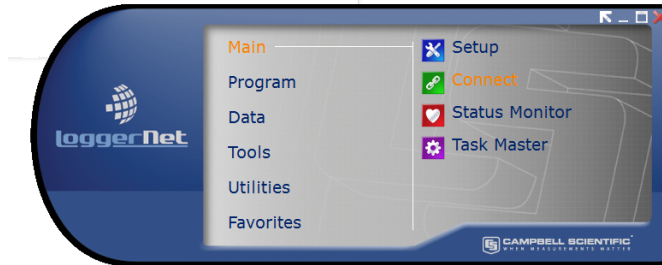 Main
Program
Data
Tools
Utilities
Favorites
Setup
Connect
Status Monitor
Task Master
loggerNet
CAMPBELL SCIENTIFIC
WHEN MEASUREMENTS MATTER